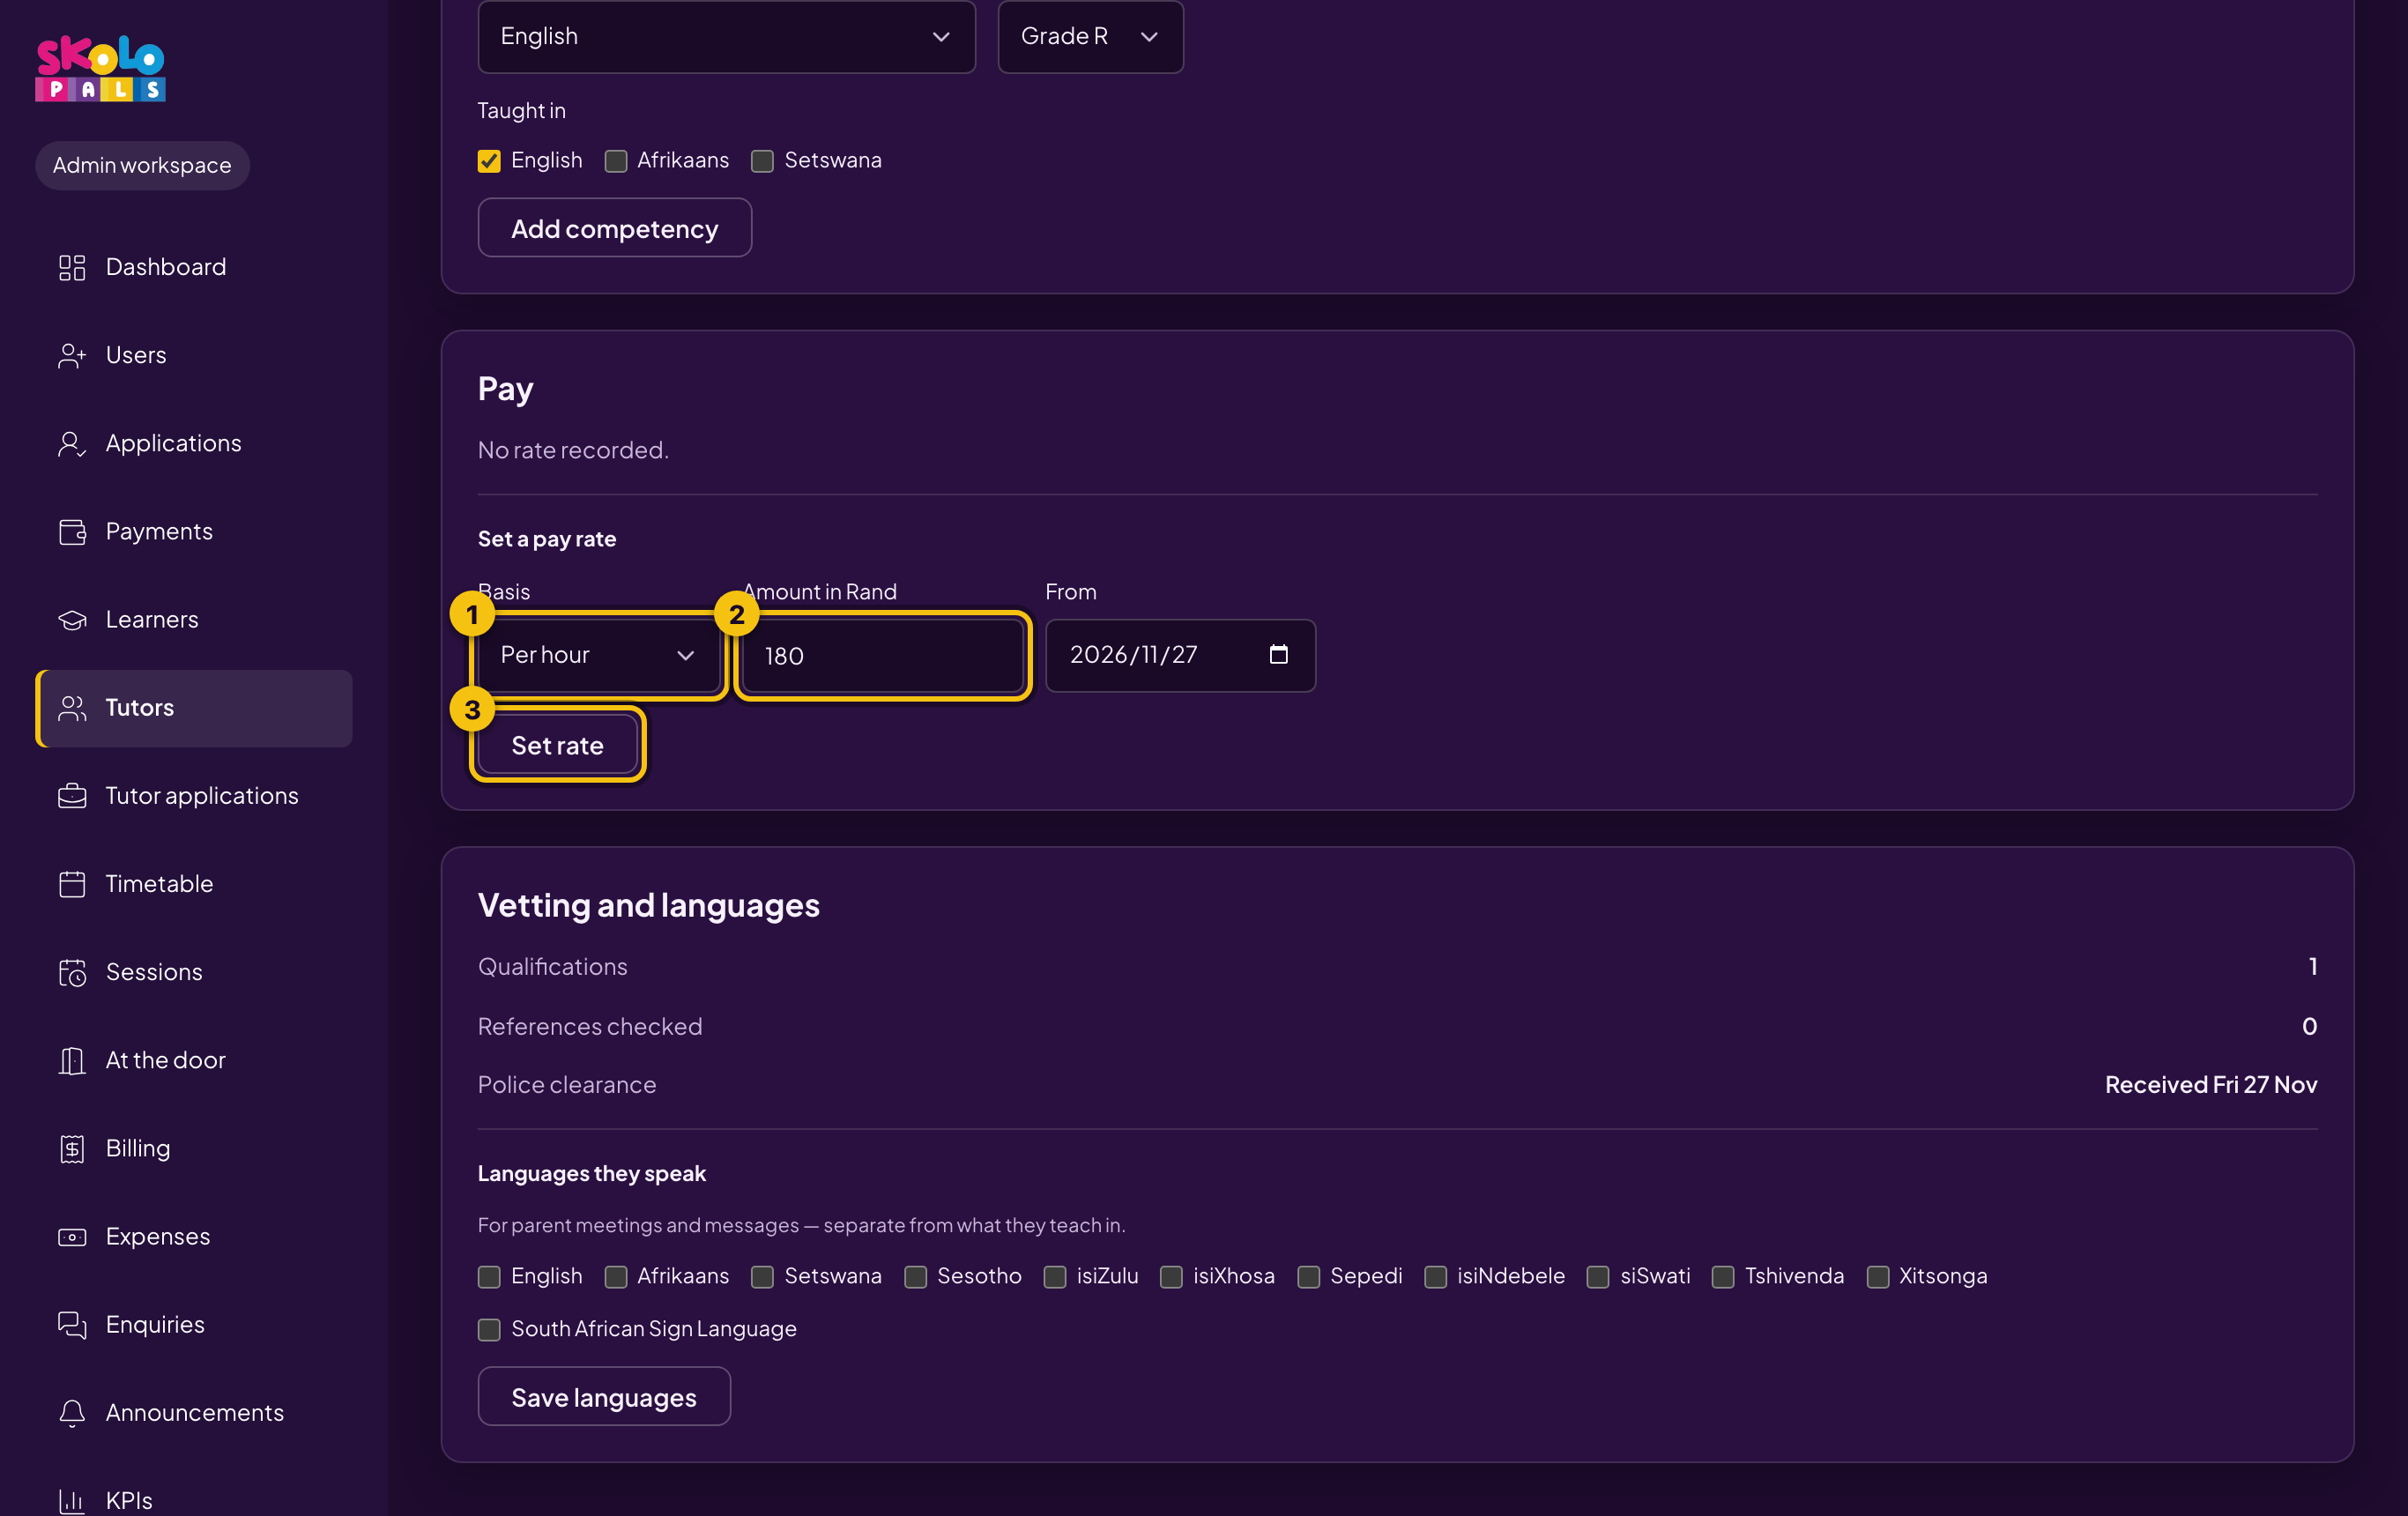 SKOLO
PALS
Admin workspace
Dashboard
Users
Applications
Payments
Learners
Tutors
Tutor applications
Timetable
Sessions
At the door
Billing
Expenses
Enquiries
Announcements
KPIs
English
Grade R
Taught in
English Afrikaans Setswana
Add competency
Pay
No rate recorded.
Set a pay rate
Basis Amount in Rand From
1 2
Per hour 180 2026/11/27
3
Set rate
Vetting and languages
Qualifications 1
References checked 0
Police clearance Received Fri 27 Nov
Languages they speak
For parent meetings and messages — separate from what they teach in.
English Afrikaans Setswana Sesotho isiZulu isiXhosa Sepedi isiNdebele siSwati Tshivenda Xitsonga
South African Sign Language
Save languages